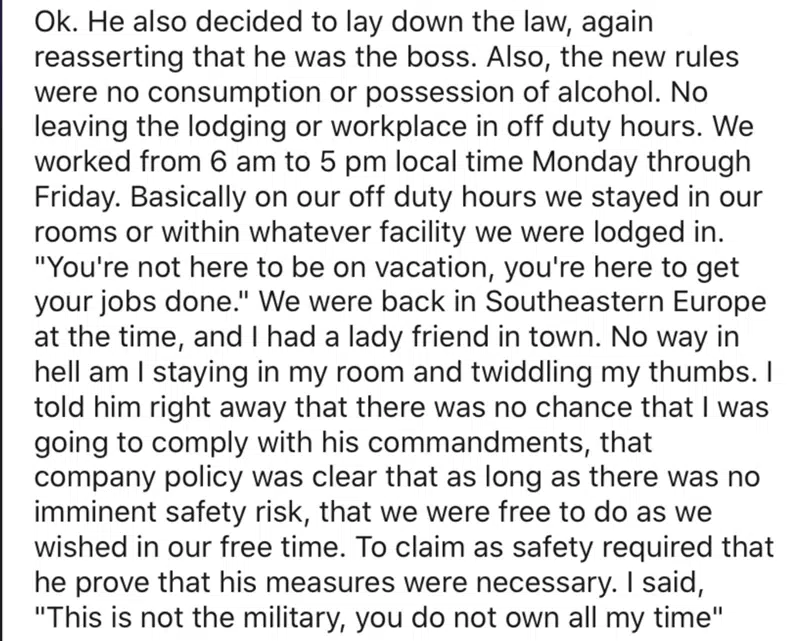 Ok. He also decided to lay down the law, again
reasserting that he was the boss. Also, the new rules
were no consumption or possession of alcohol. No
leaving the lodging or workplace in off duty hours. We
worked from 6 am to 5 pm local time Monday through
Friday. Basically on our off duty hours we stayed in our
rooms or within whatever facility we were lodged in.
"You're not here to be on vacation, you're here to get
your jobs done." We were back in Southeastern Europe
at the time, and I had a lady friend in town. No way in
hell am I staying in my room and twiddling my thumbs. I
told him right away that there was no chance that I was
going to comply with his commandments, that
company policy was clear that as long as there was no
imminent safety risk, that we were free to do as we
wished in our free time. To claim as safety required that
he prove that his measures were necessary. I said,
"This is not the military, you do not own all my time"